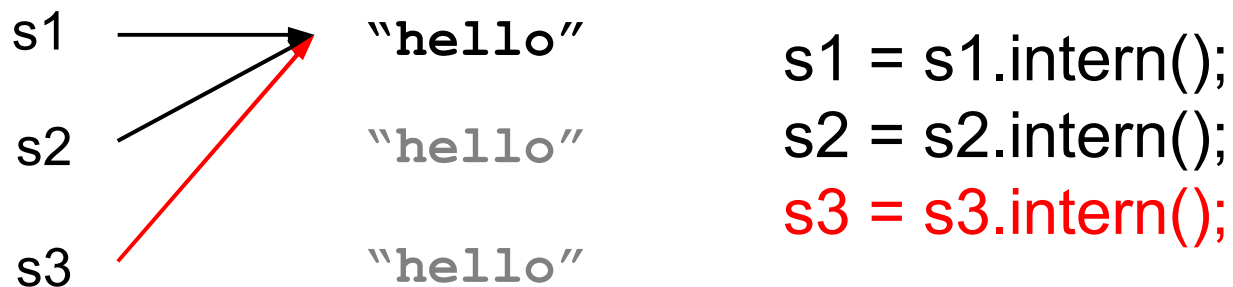 s1 “hello”
s2 “hello”
s3 “hello”
s1 = s1.intern();
s2 = s2.intern();
s3 = s3.intern();